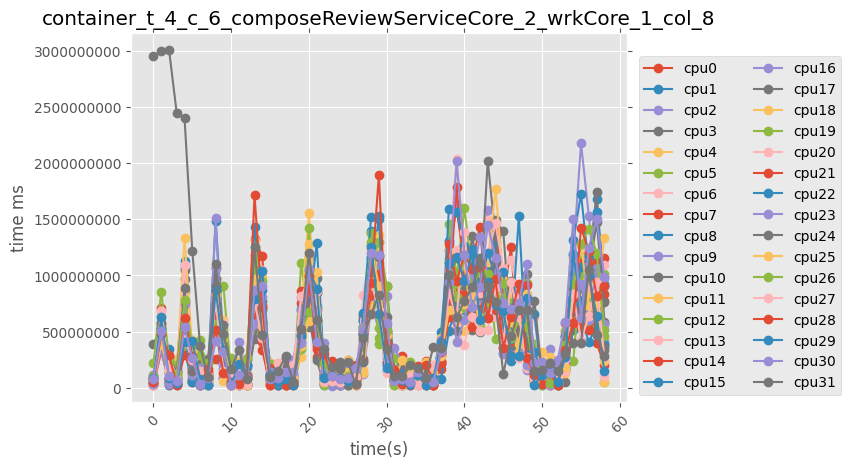 container_t_4_c_6_composeReviewServiceCore_2_wrkCore_1_col_8
3000000000
2500000000
2000000000
1500000000
1000000000
500000000
0
time ms
0 10 20 30 40 50 60
time(s)
cpu0 cpu16
cpu1 cpu17
cpu2 cpu18
cpu3 cpu19
cpu4 cpu20
cpu5 cpu21
cpu6 cpu22
cpu7 cpu23
cpu8 cpu24
cpu9 cpu25
cpu10 cpu26
cpu11 cpu27
cpu12 cpu28
cpu13 cpu29
cpu14 cpu30
cpu15 cpu31